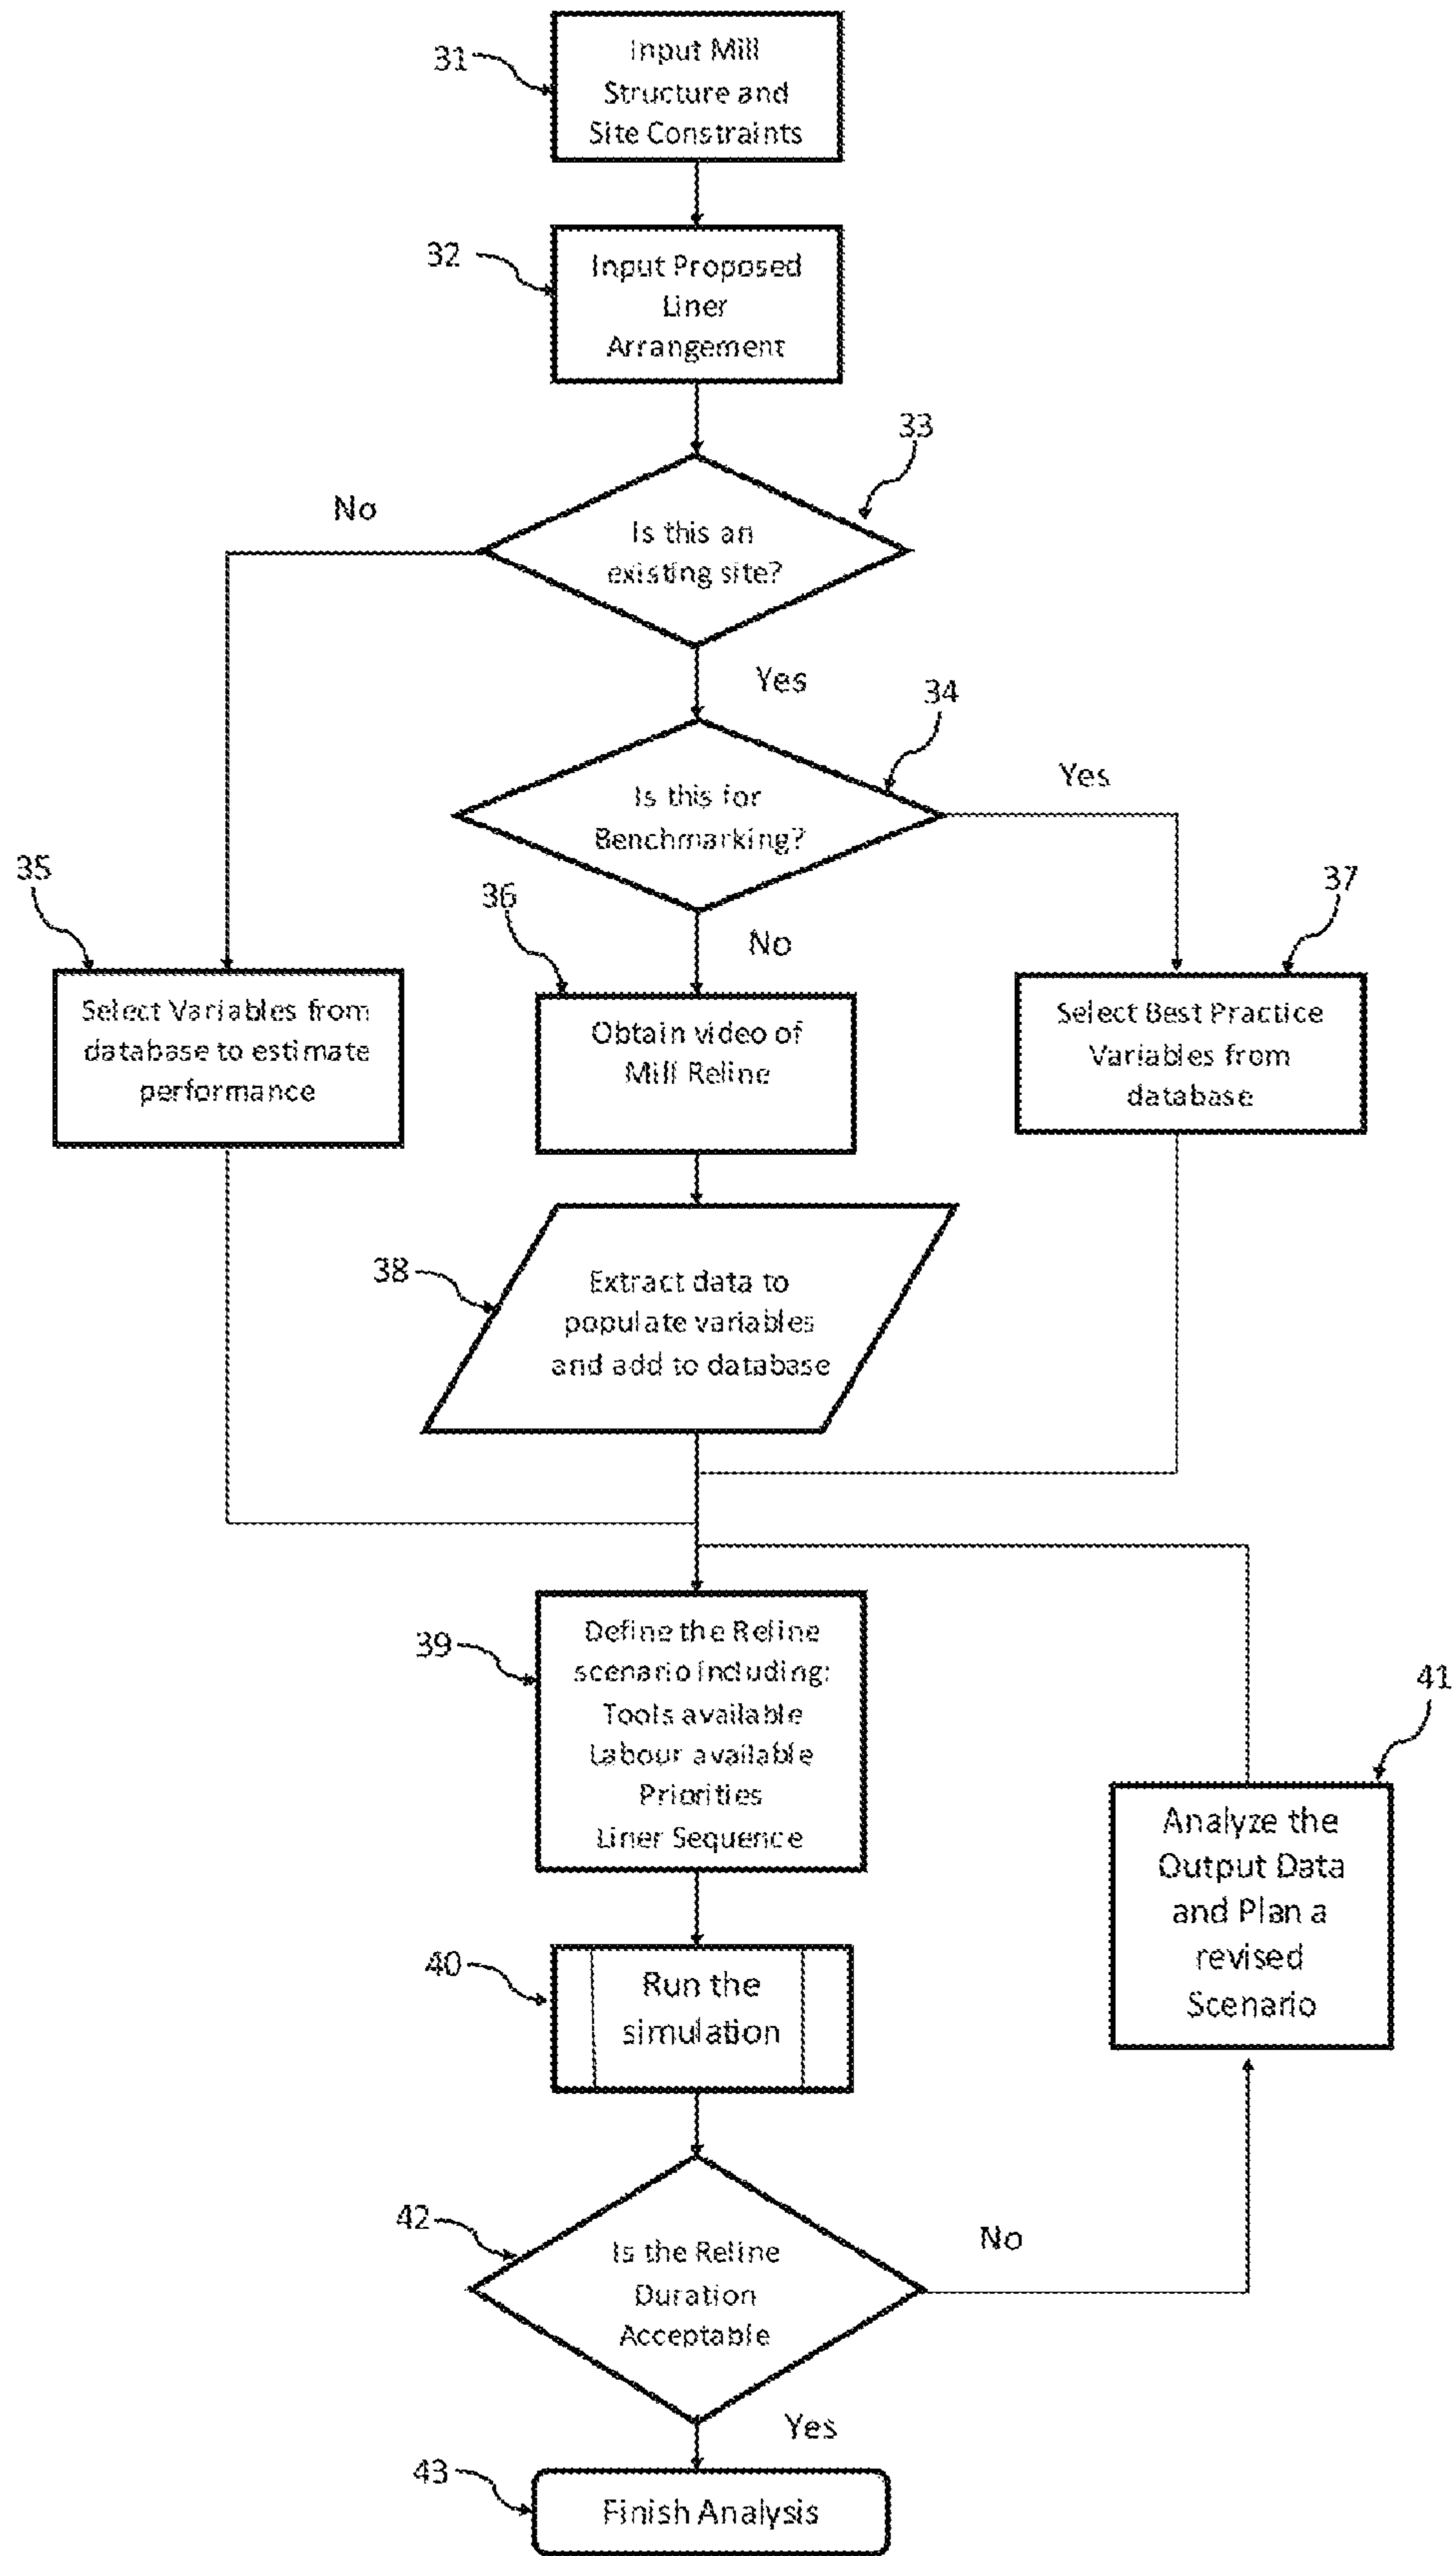 31
Input Mill
Structure and
Site Constraints
32
Input Proposed
Liner
Arrangement
33
No
Is this an
existing site?
Yes
34
Is this for
Benchmarking?
Yes
35
36
37
No
Select Variables from
database to estimate
performance
Obtain video of
Mill Reline
Select Best Practice
Variables from
database
38
Extract data to
populate variables
and add to database
39
Define the Reline
scenario including:
Tools available
Labour available
Priorities
Liner Sequence
41
Analyze the
Output Data
and Plan a
revised
Scenario
40
Run the
simulation
42
Is the Reline
Duration
Acceptable
No
Yes
43
Finish Analysis